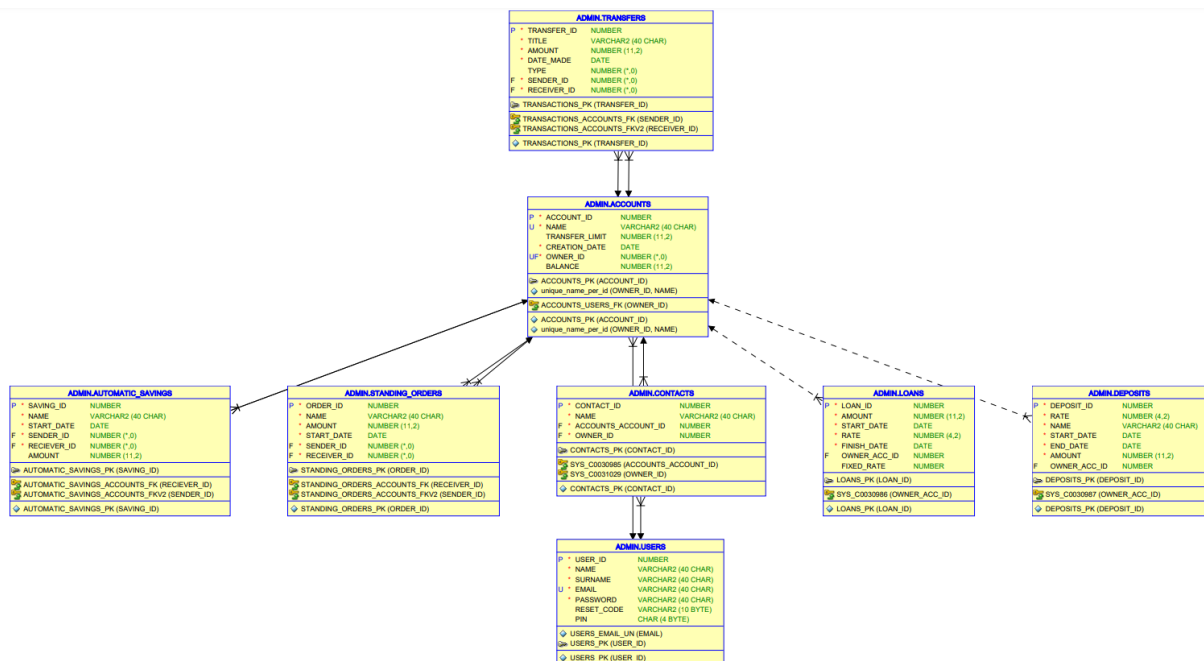 ADMIN.TRANSFERS
P * TRANSFER_ID NUMBER
* TITLE VARCHAR2 (40 CHAR)
* AMOUNT NUMBER (11,2)
* DATE_MADE DATE
TYPE NUMBER (*,0)
F * SENDER_ID NUMBER (*,0)
F * RECEIVER_ID NUMBER (*,0)
TRANSACTIONS_PK (TRANSFER_ID)
TRANSACTIONS_ACCOUNTS_FK (SENDER_ID)
TRANSACTIONS_ACCOUNTS_FKV2 (RECEIVER_ID)
TRANSACTIONS_PK (TRANSFER_ID)
ADMIN.ACCOUNTS
P * ACCOUNT_ID NUMBER
U * NAME VARCHAR2 (40 CHAR)
TRANSFER_LIMIT NUMBER (11,2)
* CREATION_DATE DATE
UF* OWNER_ID NUMBER (*,0)
BALANCE NUMBER (11,2)
ACCOUNTS_PK (ACCOUNT_ID)
unique_name_per_id (OWNER_ID, NAME)
ACCOUNTS_USERS_FK (OWNER_ID)
ACCOUNTS_PK (ACCOUNT_ID)
unique_name_per_id (OWNER_ID, NAME)
ADMIN.AUTOMATIC_SAVINGS
P * SAVING_ID NUMBER
* NAME VARCHAR2 (40 CHAR)
* START_DATE DATE
F * SENDER_ID NUMBER (*,0)
F * RECIEVER_ID NUMBER (*,0)
AMOUNT NUMBER (11,2)
AUTOMATIC_SAVINGS_PK (SAVING_ID)
AUTOMATIC_SAVINGS_ACCOUNTS_FK (RECIEVER_ID)
AUTOMATIC_SAVINGS_ACCOUNTS_FKV2 (SENDER_ID)
AUTOMATIC_SAVINGS_PK (SAVING_ID)
ADMIN.STANDING_ORDERS
P * ORDER_ID NUMBER
* NAME VARCHAR2 (40 CHAR)
* AMOUNT NUMBER (11,2)
* START_DATE DATE
F * SENDER_ID NUMBER (*,0)
F * RECEIVER_ID NUMBER (*,0)
STANDING_ORDERS_PK (ORDER_ID)
STANDING_ORDERS_ACCOUNTS_FK (RECEIVER_ID)
STANDING_ORDERS_ACCOUNTS_FKV2 (SENDER_ID)
STANDING_ORDERS_PK (ORDER_ID)
ADMIN.CONTACTS
P * CONTACT_ID NUMBER
* NAME VARCHAR2 (40 CHAR)
F * ACCOUNTS_ACCOUNT_ID NUMBER
F * OWNER_ID NUMBER
CONTACTS_PK (CONTACT_ID)
SYS_C0030985 (ACCOUNTS_ACCOUNT_ID)
SYS_C0031029 (OWNER_ID)
CONTACTS_PK (CONTACT_ID)
ADMIN.LOANS
P * LOAN_ID NUMBER
* AMOUNT NUMBER (11,2)
* START_DATE DATE
* RATE NUMBER (4,2)
* FINISH_DATE DATE
F OWNER_ACC_ID NUMBER
FIXED_RATE NUMBER
LOANS_PK (LOAN_ID)
SYS_C0030986 (OWNER_ACC_ID)
LOANS_PK (LOAN_ID)
ADMIN.DEPOSITS
P * DEPOSIT_ID NUMBER
* RATE NUMBER (4,2)
* NAME VARCHAR2 (40 CHAR)
* START_DATE DATE
* END_DATE DATE
* AMOUNT NUMBER (11,2)
F OWNER_ACC_ID NUMBER
DEPOSITS_PK (DEPOSIT_ID)
SYS_C0030987 (OWNER_ACC_ID)
DEPOSITS_PK (DEPOSIT_ID)
ADMIN.USERS
P * USER_ID NUMBER
* NAME VARCHAR2 (40 CHAR)
* SURNAME VARCHAR2 (40 CHAR)
U * EMAIL VARCHAR2 (40 CHAR)
* PASSWORD VARCHAR2 (40 CHAR)
RESET_CODE VARCHAR2 (10 BYTE)
PIN CHAR (4 BYTE)
USERS_EMAIL_UN (EMAIL)
USERS_PK (USER_ID)
USERS_PK (USER_ID)